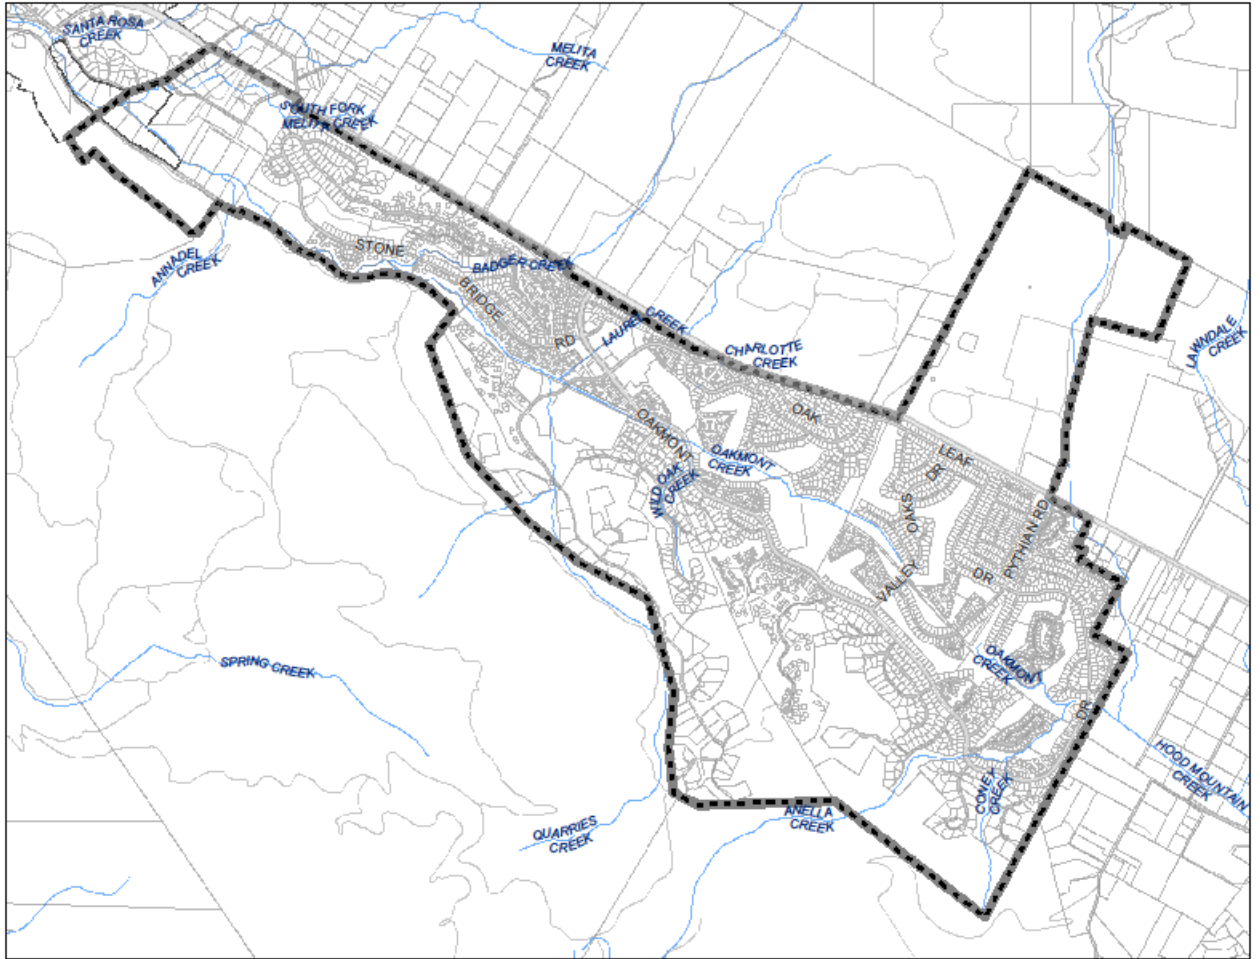 SANTA ROSA
CREEK
MELITA
CREEK
SOUTH FORK
MELITA CREEK
ANNADEL
CREEK
STONE
BADGER CREEK
BRIDGE
RD
LAUREL CREEK
CHARLOTTE
CREEK
LAWNDALE
CREEK
OAK
LEAF
DR
OAKMONT
OAKMONT
CREEK
WILD OAK
CREEK
OAKS
VALLEY
DR
PYTHIAN RD
SPRING CREEK
OAKMONT
CREEK
DR
HOOD MOUNTAIN
CREEK
CONEY
CREEK
ANELLA
CREEK
QUARRIES
CREEK